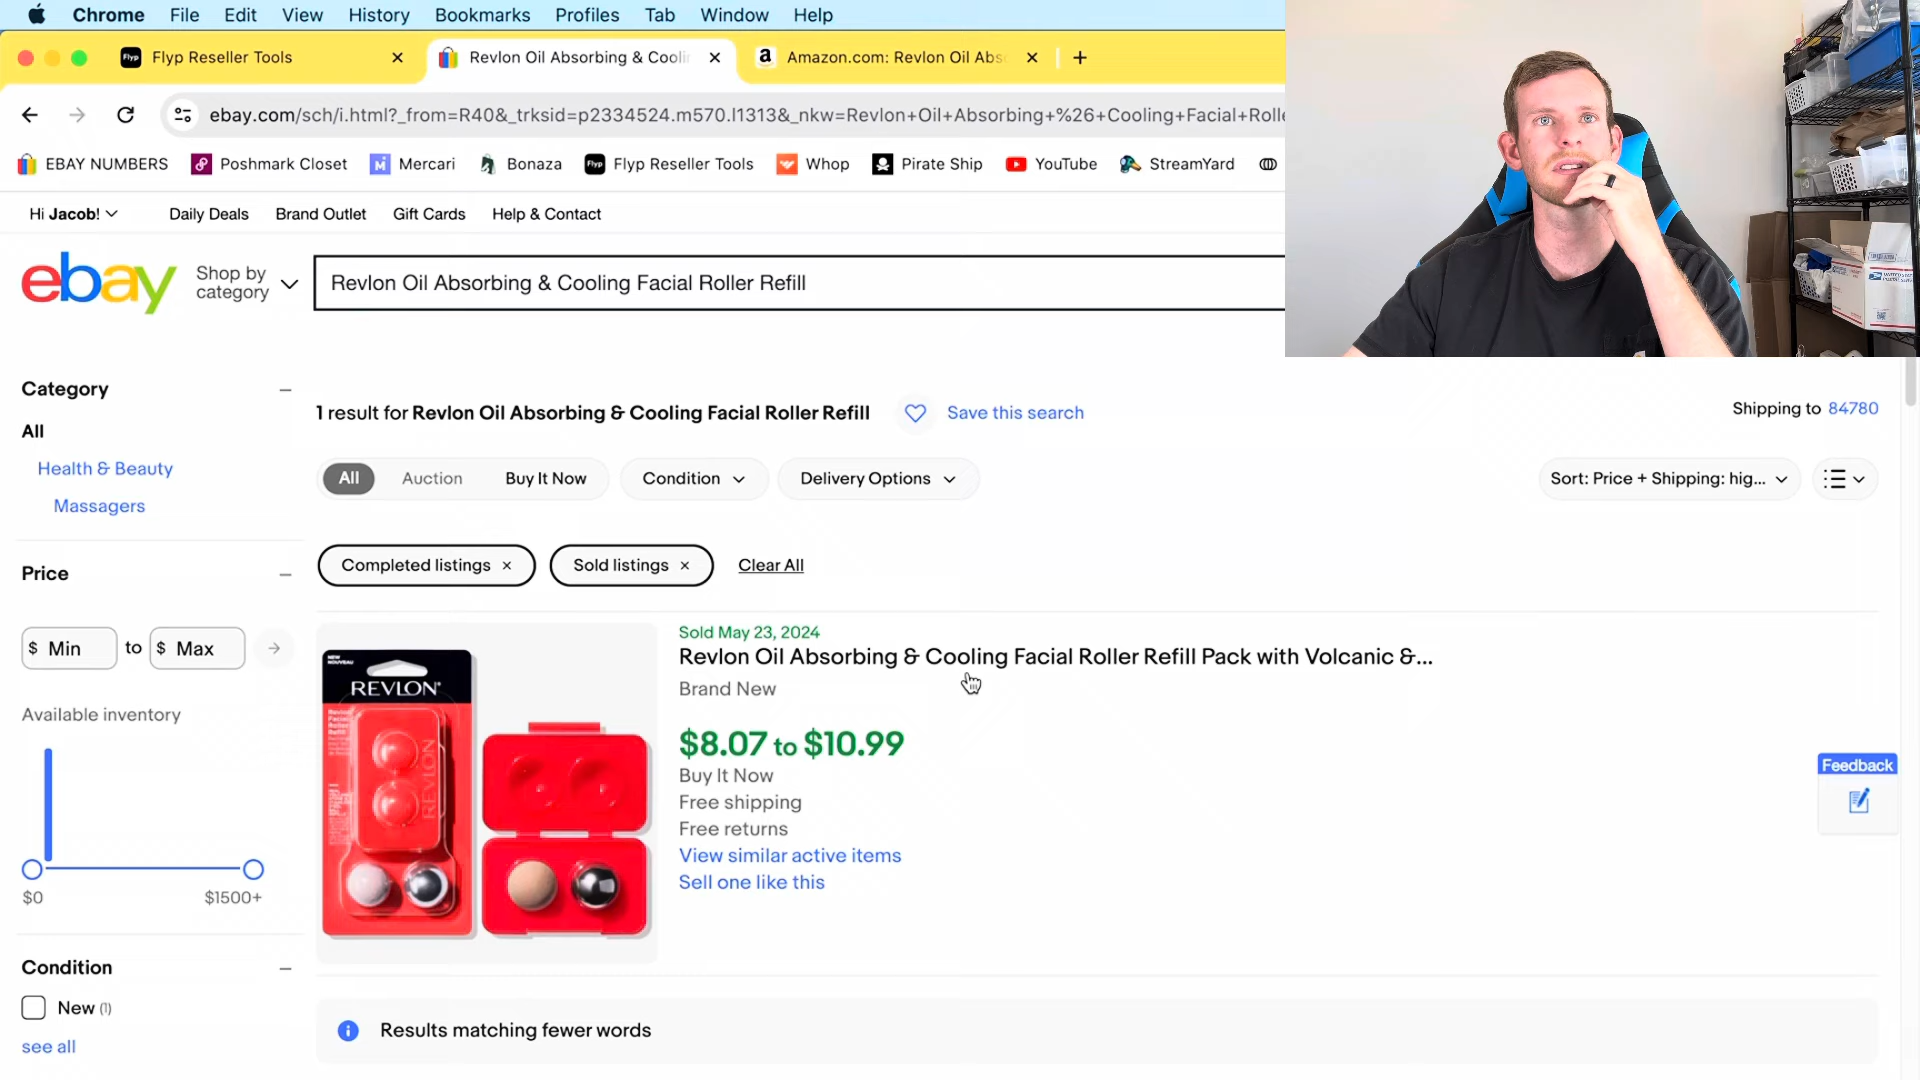 Chrome File Edit View History Bookmarks Profiles Tab Window Help
Flyp Flyp Reseller Tools Revlon Oil Absorbing & Coolin Amazon.com: Revlon Oil Abs
ebay.com/sch/i.html?_from=R40&_trksid=p2334524.m570.l1313&_nkw=Revlon+Oil+Absorbing+%26+Cooling+Facial+Rolle
EBAY NUMBERS Poshmark Closet Mercari Bonaza Flyp Flyp Reseller Tools Whop Pirate Ship YouTube StreamYard
Hi Jacob! Daily Deals Brand Outlet Gift Cards Help & Contact
ebay Shop by category Revlon Oil Absorbing & Cooling Facial Roller Refill
Category
All
Health & Beauty
Massagers
Price
$ Min to $ Max
Available inventory
$0 $1500+
Condition
New (1)
see all
1 result for Revlon Oil Absorbing & Cooling Facial Roller Refill Save this search
Shipping to 84780
All Auction Buy It Now Condition Delivery Options Sort: Price + Shipping: hig...
Completed listings × Sold listings × Clear All
NEW
NOUVEAU
REVLON
REVLON
Sold May 23, 2024
Revlon Oil Absorbing & Cooling Facial Roller Refill Pack with Volcanic &...
Brand New
$8.07 to $10.99
Buy It Now
Free shipping
Free returns
View similar active items
Sell one like this
Feedback
Results matching fewer words